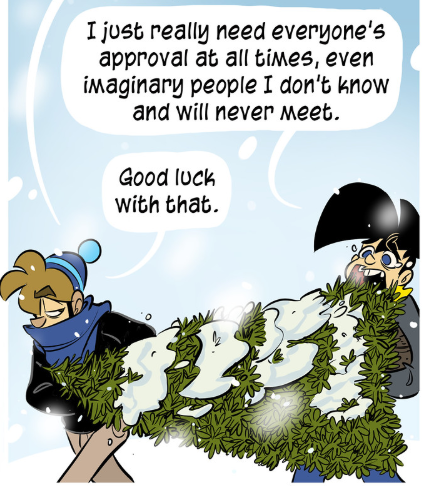 I just really need everyone's
approval at all times, even
imaginary people I don't know
and will never meet.
Good luck
with that.